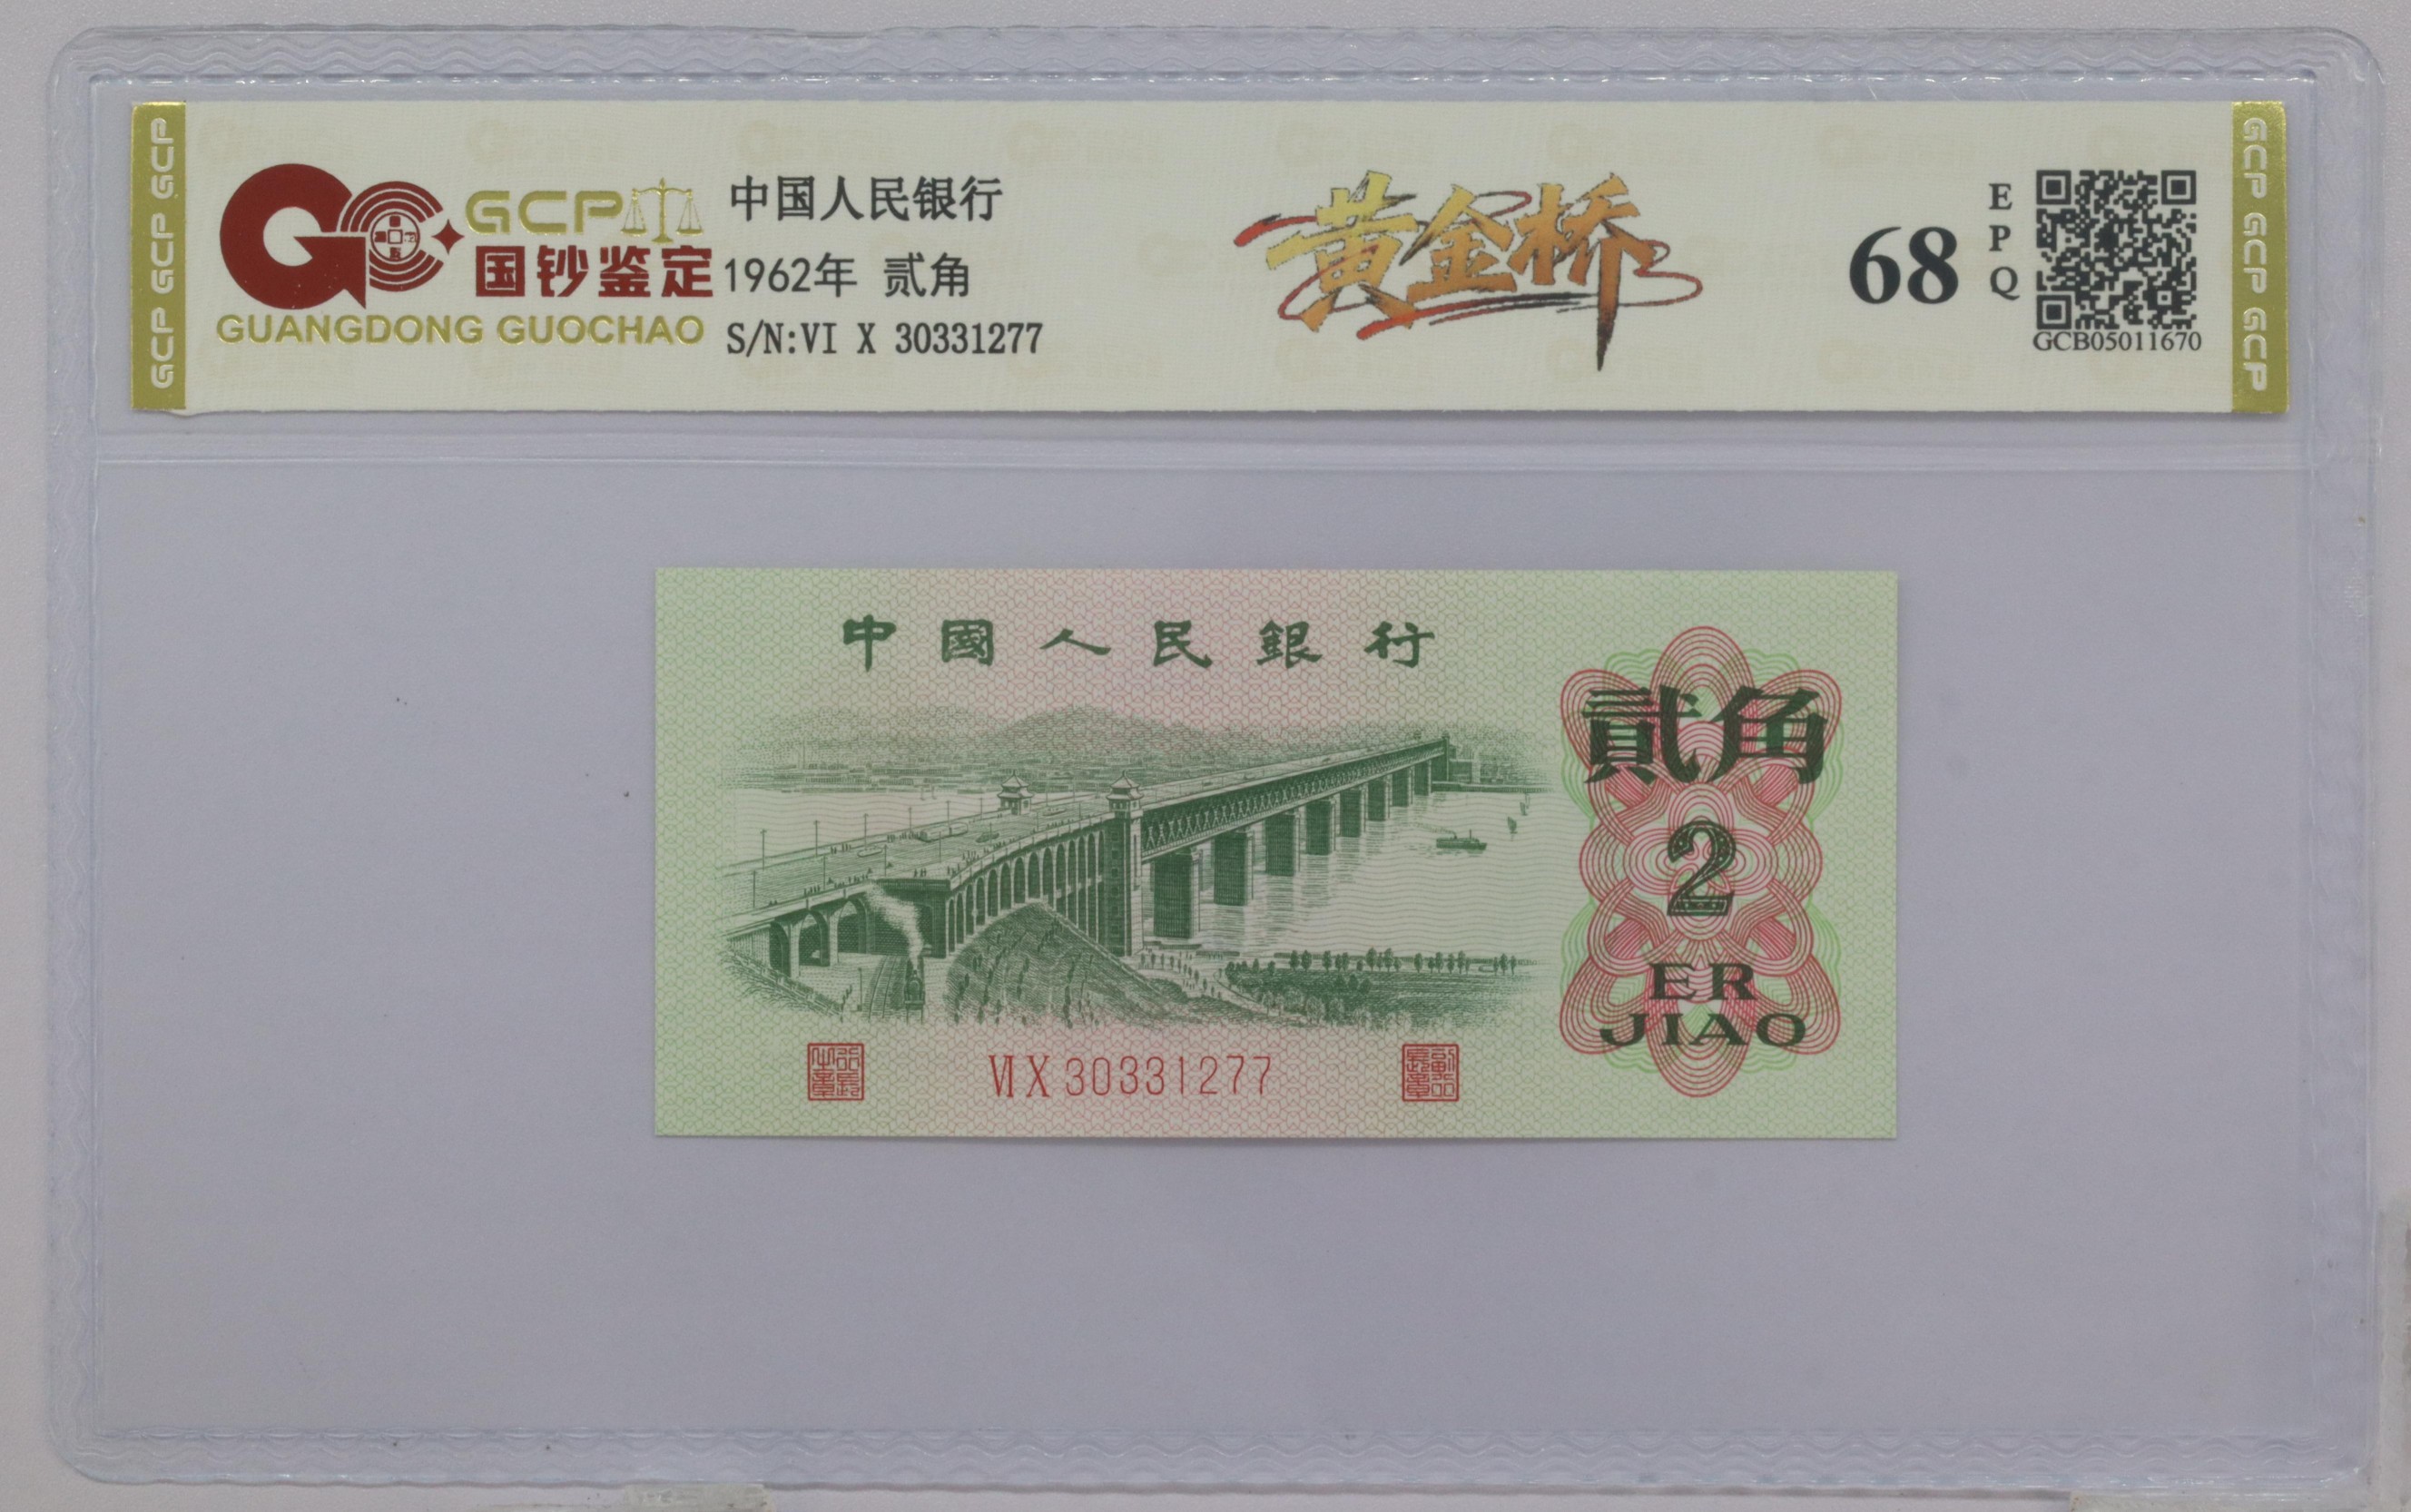 GCP GCP GCP
GCP
国钞鉴定
GUANGDONG GUOCHAO
中国人民银行
1962年 贰角
S/N:VI X 30331277
黄金桥
68
EPQ
GCB05011670
GCP GCP GCP
中國人民銀行
貳角
2
ER
JIAO
VI X 30331277